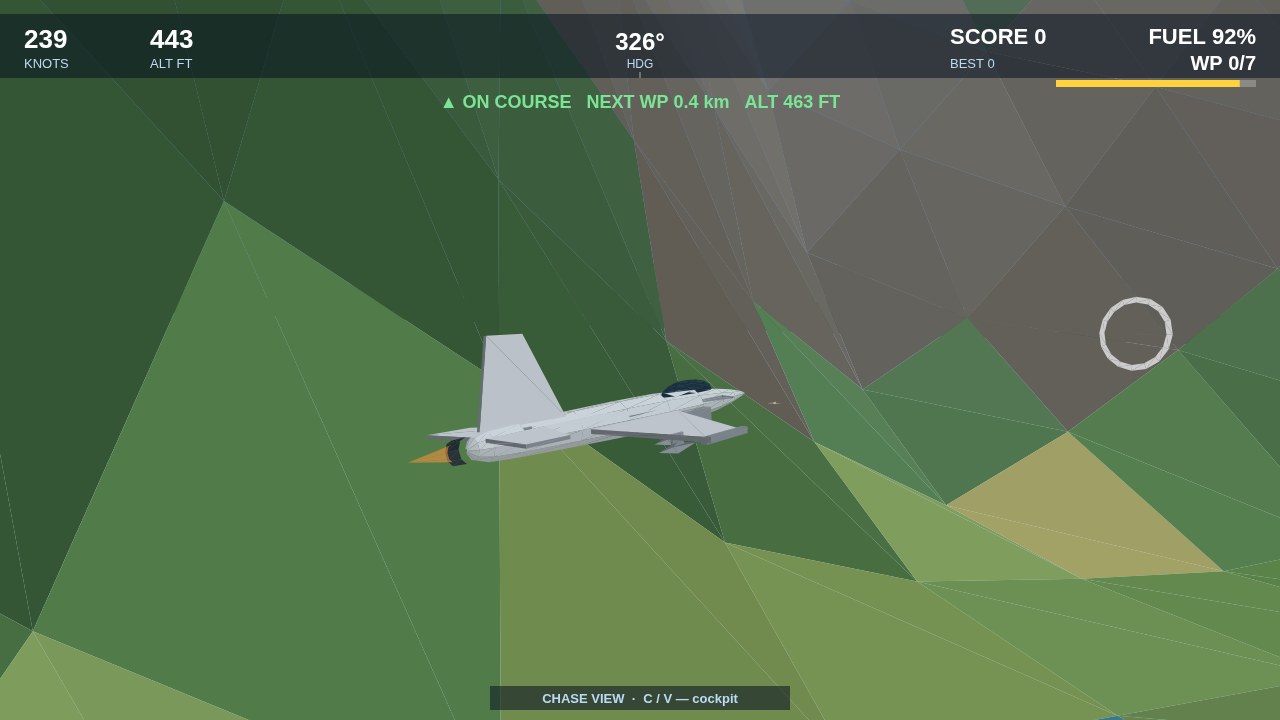 239
KNOTS
443
ALT FT
326°
HDG
SCORE 0
BEST 0
FUEL 92%
WP 0/7
▲ ON COURSE NEXT WP 0.4 km ALT 463 FT
CHASE VIEW · C / V — cockpit